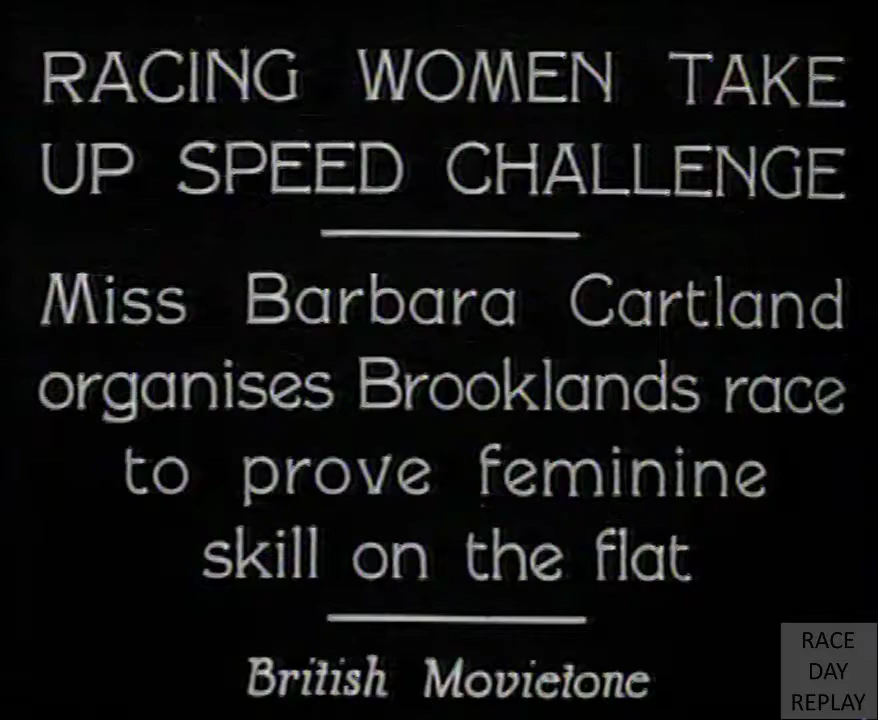 RACING WOMEN TAKE
UP SPEED CHALLENGE
Miss Barbara Cartland
organises Brooklands race
to prove feminine
skill on the flat
British Movietone
RACE
DAY
REPLAY